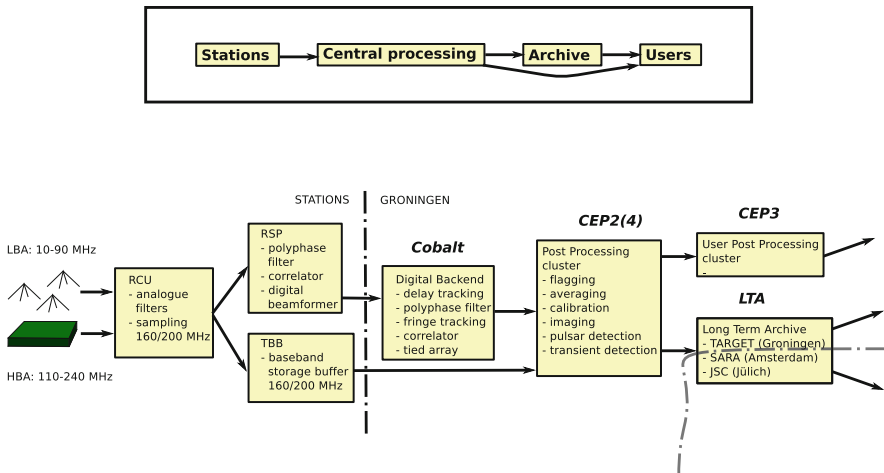 Stations
Central processing
Archive
Users
STATIONS
GRONINGEN
LBA: 10-90 MHz
HBA: 110-240 MHz
RCU
- analogue
filters
- sampling
160/200 MHz
RSP
- polyphase
filter
- correlator
- digital
beamformer
TBB
- baseband
storage buffer
160/200 MHz
Cobalt
Digital Backend
- delay tracking
- polyphase filter
- fringe tracking
- correlator
- tied array
CEP2(4)
Post Processing
cluster
- flagging
- averaging
- calibration
- imaging
- pulsar detection
- transient detection
CEP3
User Post Processing
cluster
-
LTA
Long Term Archive
- TARGET (Groningen)
- SARA (Amsterdam)
- JSC (Jülich)